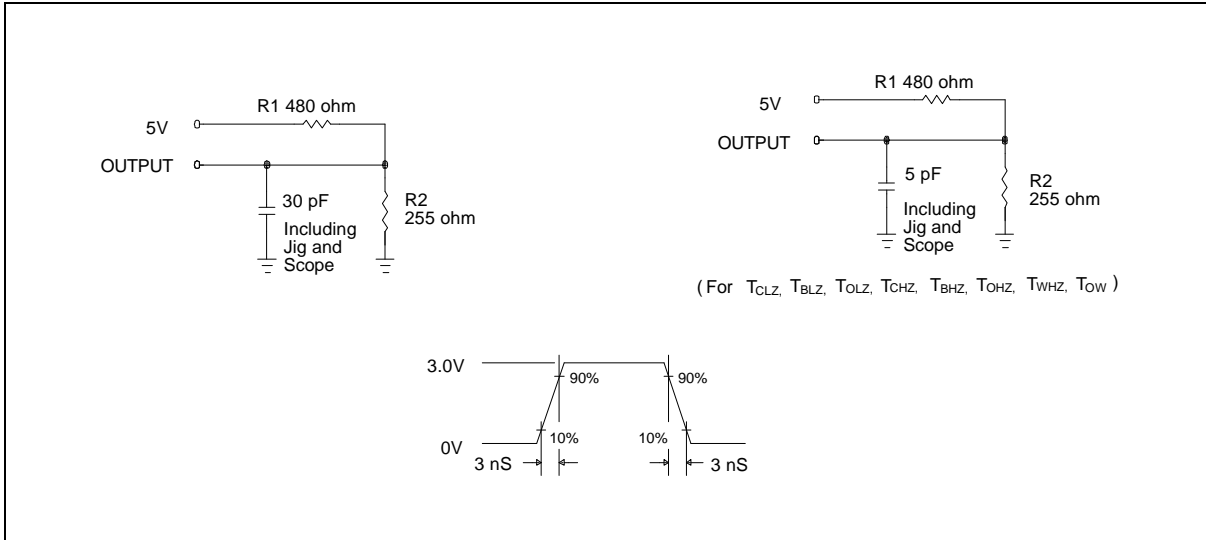 R1 480 ohm
5V
OUTPUT
30 pF
Including
Jig and
Scope
R2
255 ohm
R1 480 ohm
5V
OUTPUT
5 pF
Including
Jig and
Scope
R2
255 ohm
( For TCLZ, TBLZ, TOLZ, TCHZ, TBHZ, TOHZ, TWHZ, TOW )
3.0V
90%
90%
0V
10%
10%
3 nS
3 nS